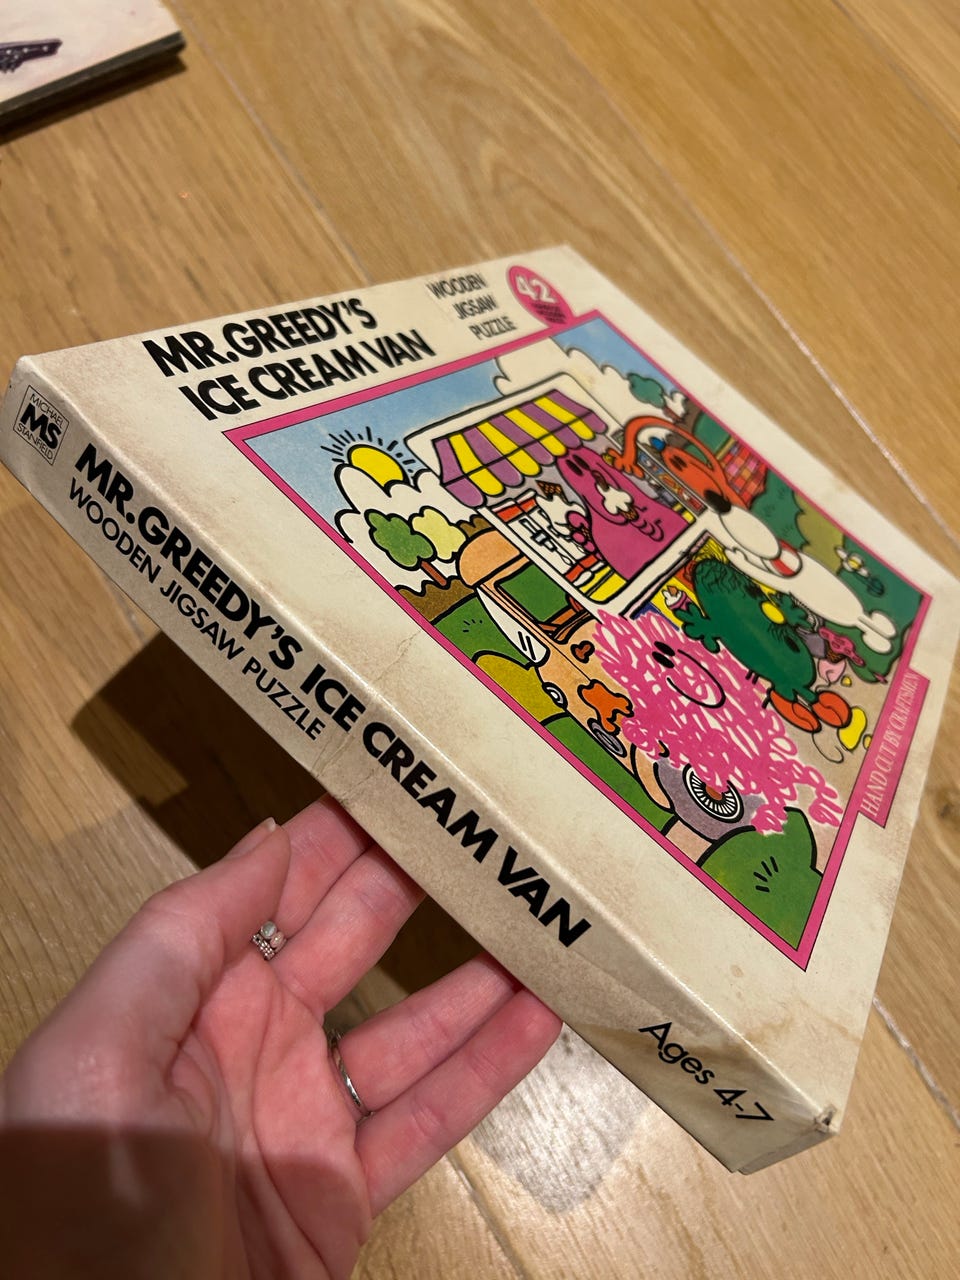 MR. GREEDY'S
ICE CREAM VAN
WOODEN
JIGSAW
PUZZLE
42
HAND CUT BY CRAFTSMEN
MICHAEL
MS
STANFIELD
MR. GREEDY'S ICE CREAM VAN
WOODEN JIGSAW PUZZLE
Ages 4-7